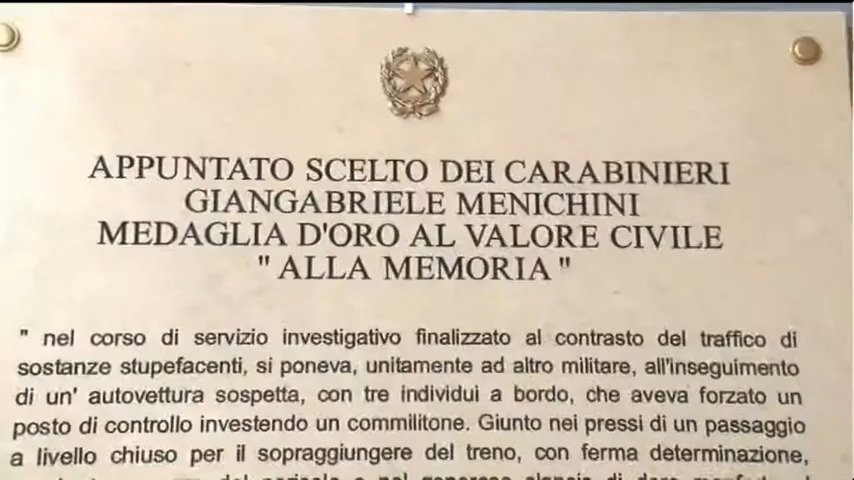 APPUNTATO SCELTO DEI CARABINIERI
GIANGABRIELE MENICHINI
MEDAGLIA D'ORO AL VALORE CIVILE
" ALLA MEMORIA "
" nel corso di servizio investigativo finalizzato al contrasto del traffico di
sostanze stupefacenti, si poneva, unitamente ad altro militare, all'inseguimento
di un' autovettura sospetta, con tre individui a bordo, che aveva forzato un
posto di controllo investendo un commilitone. Giunto nei pressi di un passaggio
a livello chiuso per il sopraggiungere del treno, con ferma determinazione,